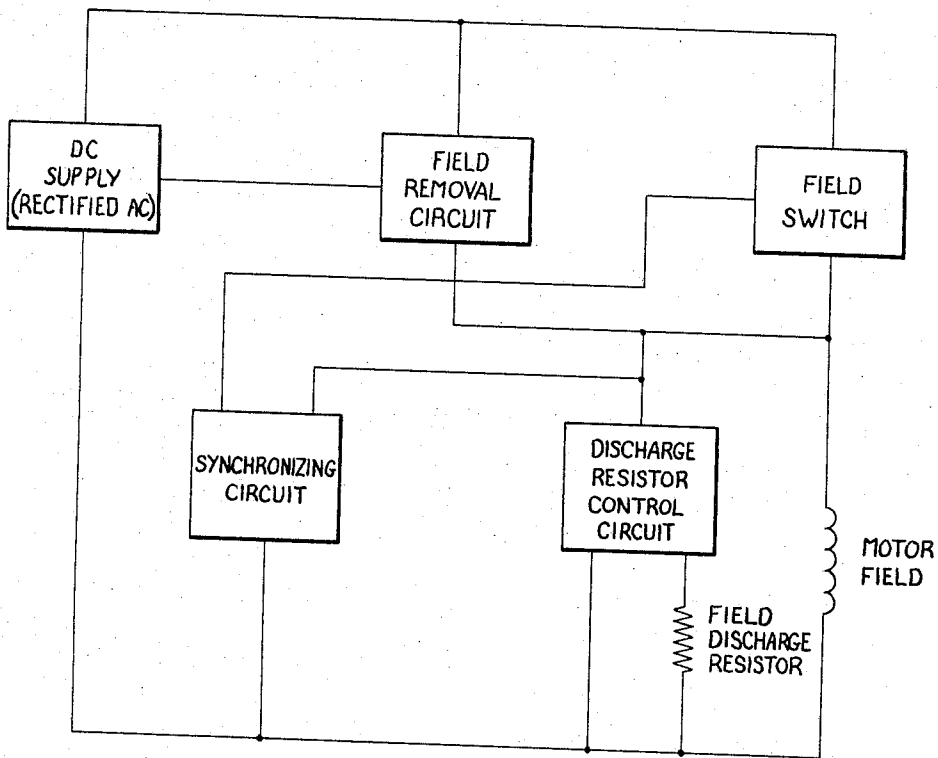 DC
SUPPLY
(RECTIFIED AC)
FIELD
REMOVAL
CIRCUIT
FIELD
SWITCH
SYNCHRONIZING
CIRCUIT
DISCHARGE
RESISTOR
CONTROL
CIRCUIT
MOTOR
FIELD
FIELD
DISCHARGE
RESISTOR